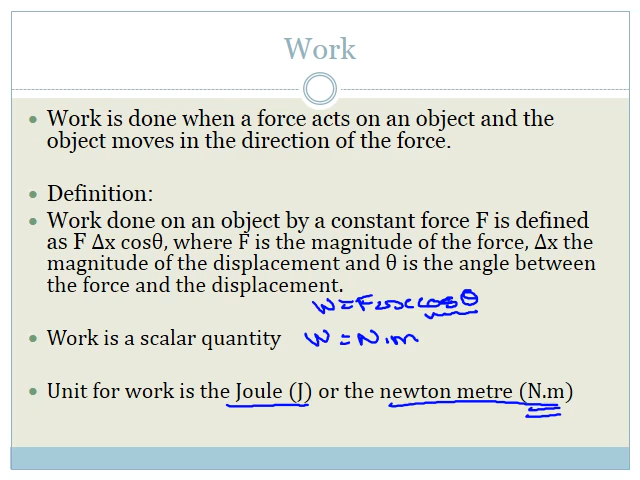 Work
• Work is done when a force acts on an object and the
object moves in the direction of the force.
• Definition:
• Work done on an object by a constant force F is defined
as F Δx cosθ, where F is the magnitude of the force, Δx the
magnitude of the displacement and θ is the angle between
the force and the displacement.
W=FΔx cosθ
• Work is a scalar quantity W = N.m
• Unit for work is the Joule (J) or the newton metre (N.m)